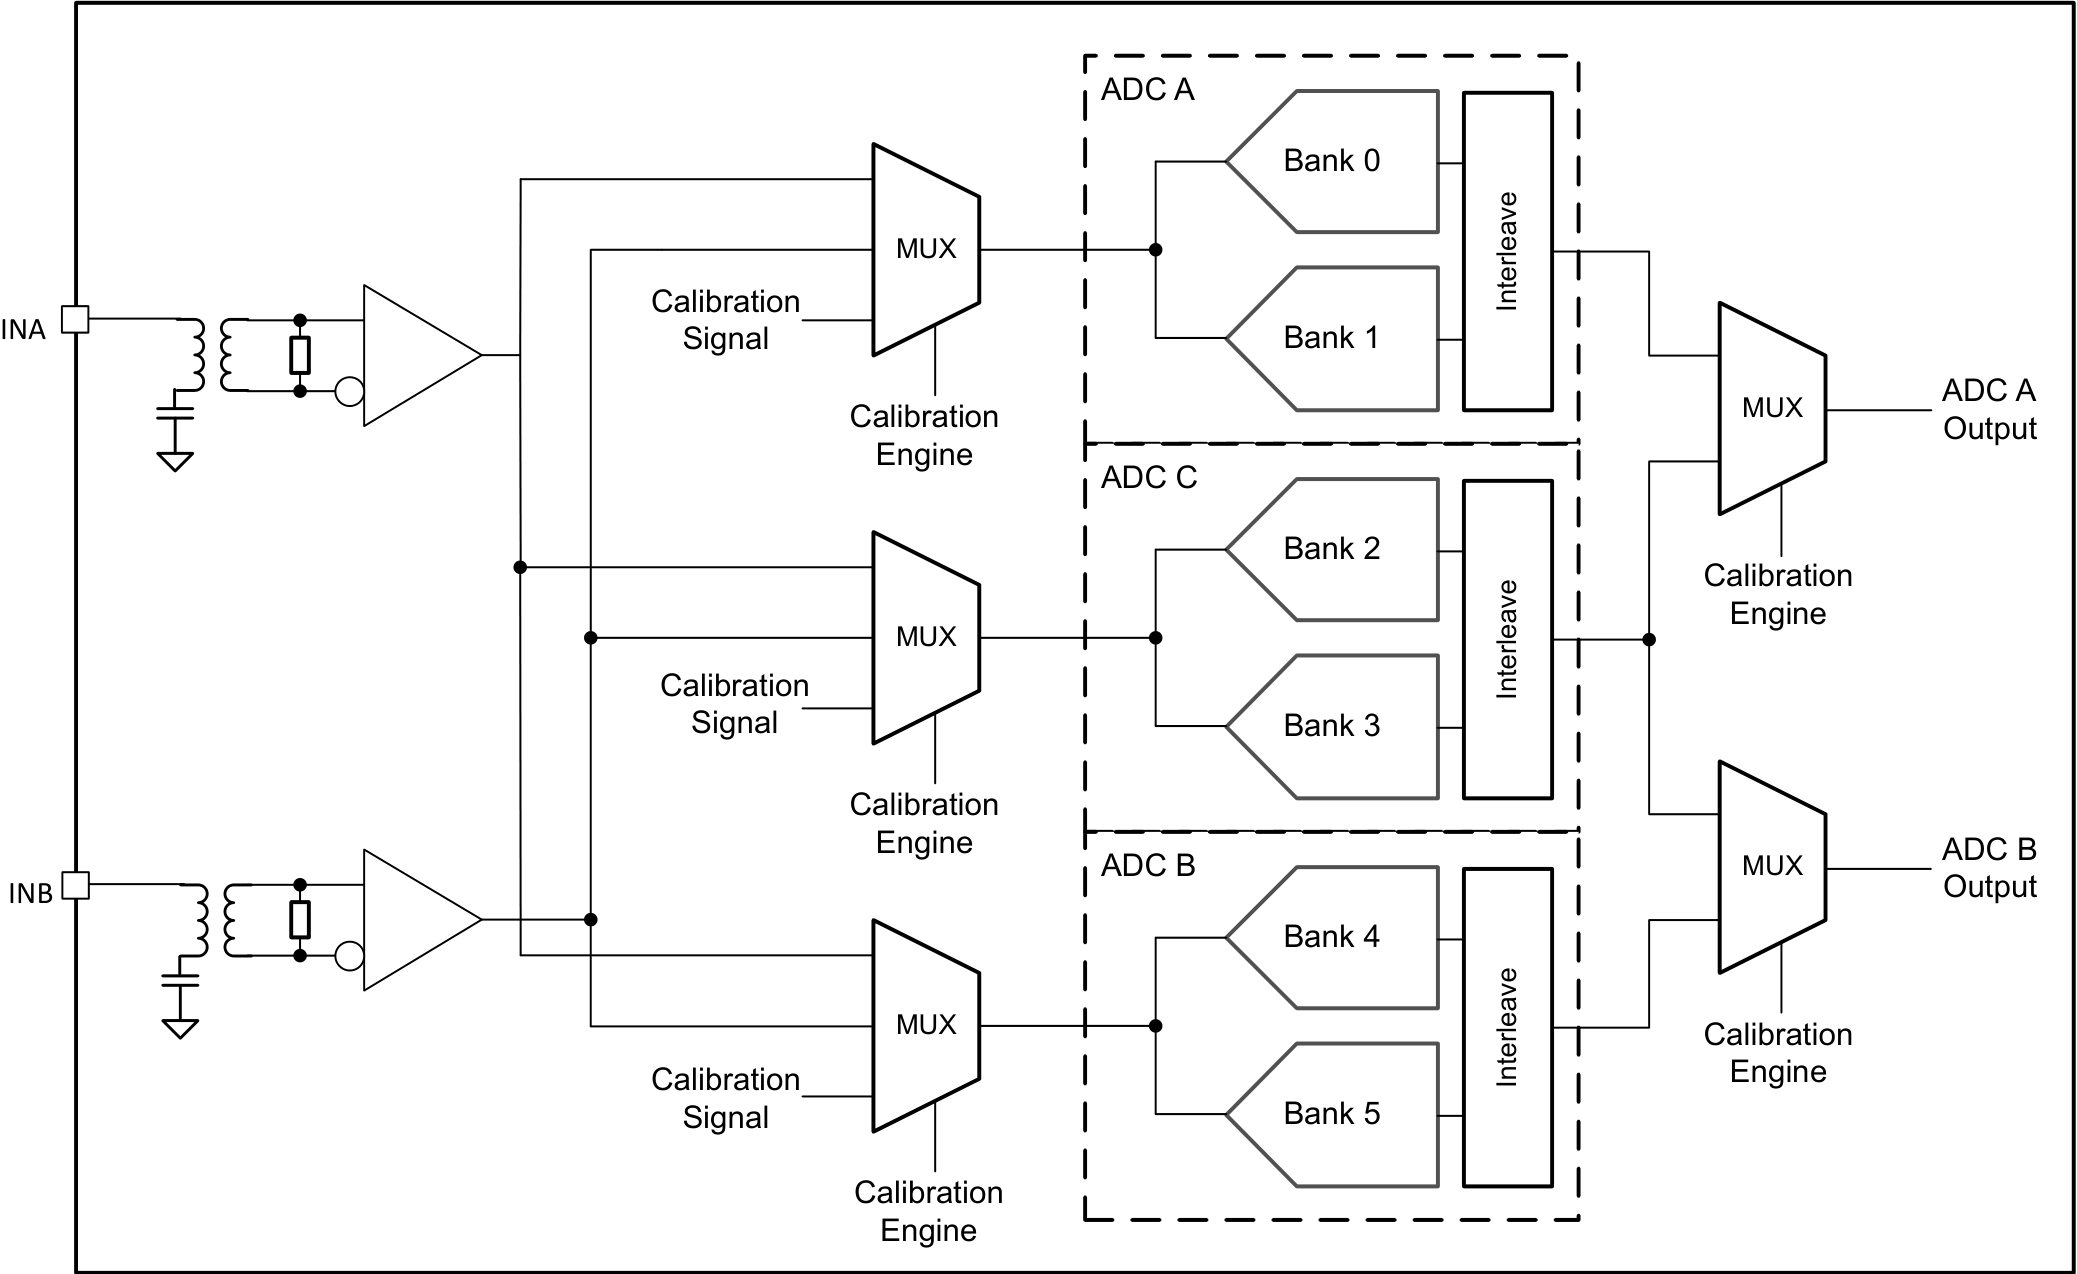 ADC A
Bank 0
Interleave
MUX
Bank 1
Calibration
Signal
INA
Calibration
Engine
MUX
ADC A
Output
ADC C
Bank 2
Interleave
Calibration
Engine
MUX
Calibration
Signal
Bank 3
Calibration
Engine
ADC B
MUX
ADC B
Output
INB
Bank 4
Interleave
MUX
Calibration
Engine
Calibration
Signal
Bank 5
Calibration
Engine